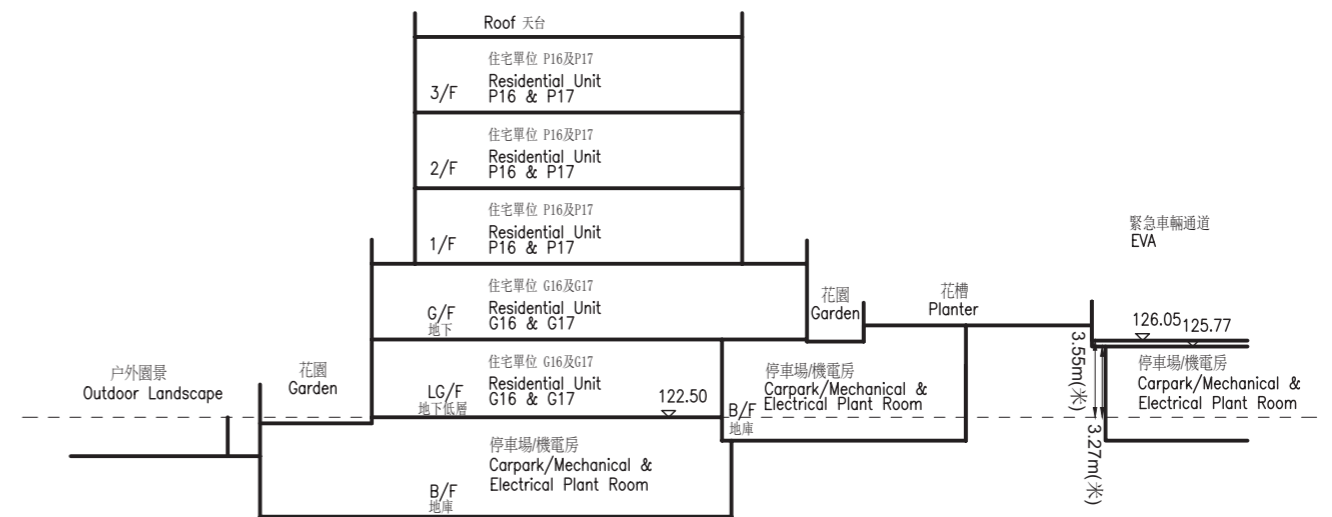 Roof 天台
住宅單位 P16及P17
Residential Unit
P16 & P17
3/F
住宅單位 P16及P17
Residential Unit
P16 & P17
2/F
住宅單位 P16及P17
Residential Unit
P16 & P17
1/F
緊急車輛通道
EVA
住宅單位 G16及G17
Residential Unit
G16 & G17
G/F
地下
花園
Garden
花槽
Planter
126.05
125.77
3.55m(米)
3.27m(米)
户外園景
Outdoor Landscape
花園
Garden
住宅單位 G16及G17
Residential Unit
G16 & G17
LG/F
地下低層
122.50
停車場/機電房
Carpark/Mechanical &
Electrical Plant Room
B/F
地庫
停車場/機電房
Carpark/Mechanical &
Electrical Plant Room
停車場/機電房
Carpark/Mechanical &
Electrical Plant Room
B/F
地庫